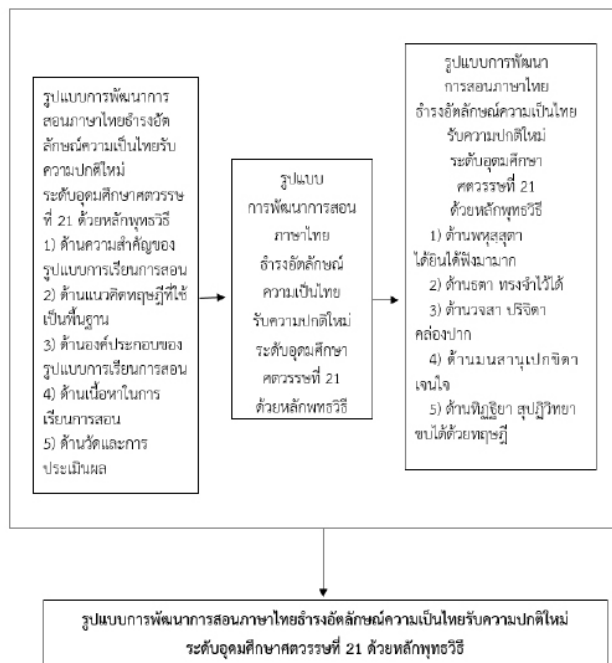 รูปแบบการพัฒนาการ
สอนภาษาไทยธำรงอัต
ลักษณ์ความเป็นไทยรับ
ความปกติใหม่
ระดับอุดมศึกษาศตวรรษ
ที่ 21 ด้วยหลักพุทธวิธี
1) ด้านความสำคัญของ
รูปแบบการเรียนการสอน
2) ด้านแนวคิดทฤษฎีที่ใช้
เป็นพื้นฐาน
3) ด้านองค์ประกอบของ
รูปแบบการเรียนการสอน
4) ด้านเนื้อหาในการ
เรียนการสอน
5) ด้านวัดและการ
ประเมินผล
รูปแบบ
การพัฒนาการสอน
ภาษาไทย
ธำรงอัตลักษณ์
ความเป็นไทย
รับความปกติใหม่
ระดับอุดมศึกษา
ศตวรรษที่ 21
ด้วยหลักพทธวิธี
รูปแบบการพัฒนา
การสอนภาษาไทย
ธำรงอัตลักษณ์ความเป็นไทย
รับความปกติใหม่
ระดับอุดมศึกษา
ศตวรรษที่ 21
ด้วยหลักพุทธวิธี
1) ด้านพหุสสุตา
ได้ยินได้ฟังมามาก
2) ด้านธตา ทรงจำไว้ได้
3) ด้านวจสา ปริจิตา
คล่องปาก
4) ด้านมนสานุเปกขิตา
เจนใจ
5) ด้านทิฏฐิยา สุปฏิวิทยา
ขบได้ด้วยทฤษฎี
รูปแบบการพัฒนาการสอนภาษาไทยธำรงอัตลักษณ์ความเป็นไทยรับความปกติใหม่
ระดับอุดมศึกษาศตวรรษที่ 21 ด้วยหลักพุทธวิธี